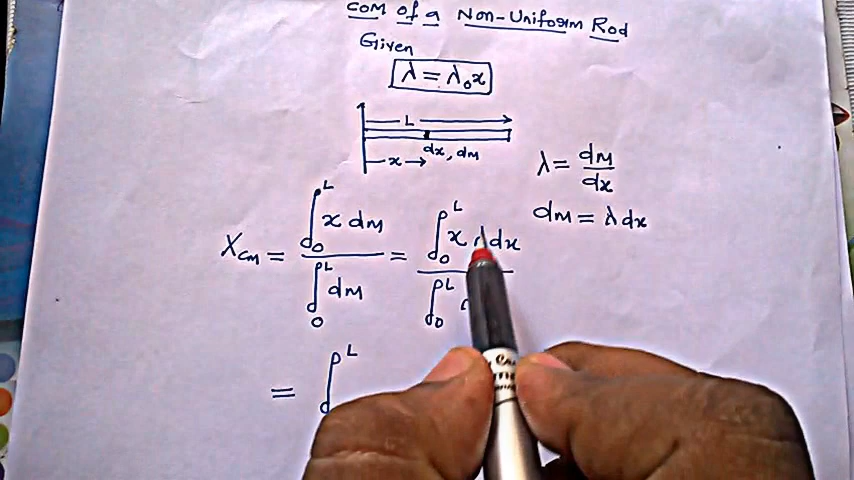 COM of a Non-Uniform Rod
Given
λ = λ₀x
L
dx, dm
x
λ = dm/dx
dm = λ dx
X_cm = ∫₀ᴸ x dm / ∫₀ᴸ dm = ∫₀ᴸ x λ dx / ∫₀ᴸ
= ∫ᴸ